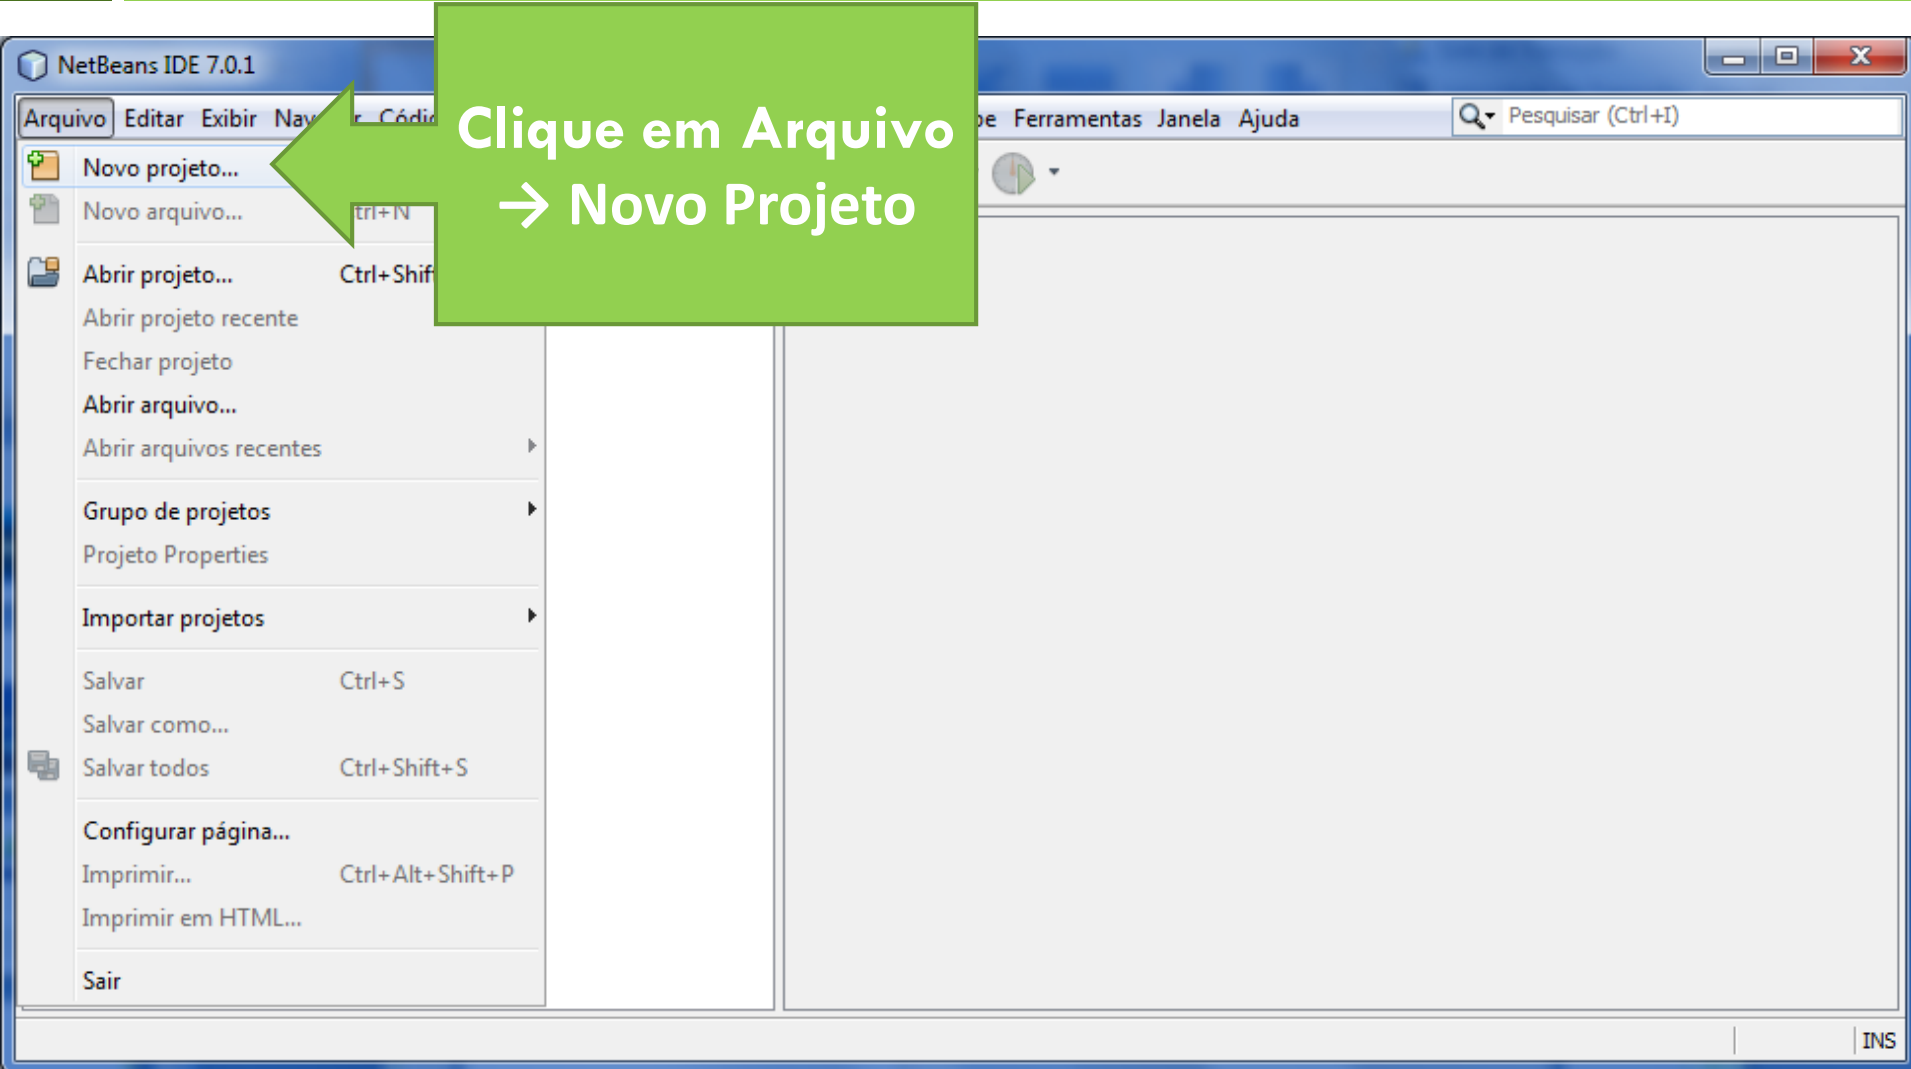 NetBeans IDE 7.0.1
Arquivo Editar Exibir Ferramentas Janela Ajuda
Pesquisar (Ctrl+I)
Clique em Arquivo
→ Novo Projeto
Novo projeto...
Novo arquivo...
Abrir projeto... Ctrl+Shift
Abrir projeto recente
Fechar projeto
Abrir arquivo...
Abrir arquivos recentes
Grupo de projetos
Projeto Properties
Importar projetos
Salvar Ctrl+S
Salvar como...
Salvar todos Ctrl+Shift+S
Configurar página...
Imprimir... Ctrl+Alt+Shift+P
Imprimir em HTML...
Sair
INS